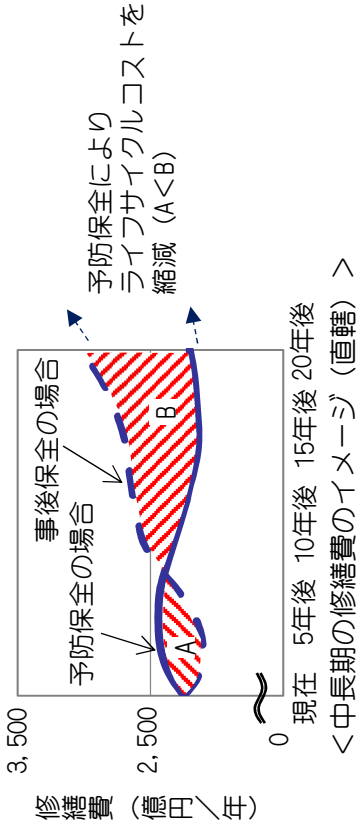 修繕費（億円／年）
3,500
2,500
0
予防保全の場合
事後保全の場合
A
B
予防保全により
ライフサイクルコストを
縮減（A＜B）
現在 5年後 10年後 15年後 20年後
＜中長期の修繕費のイメージ（直轄）＞